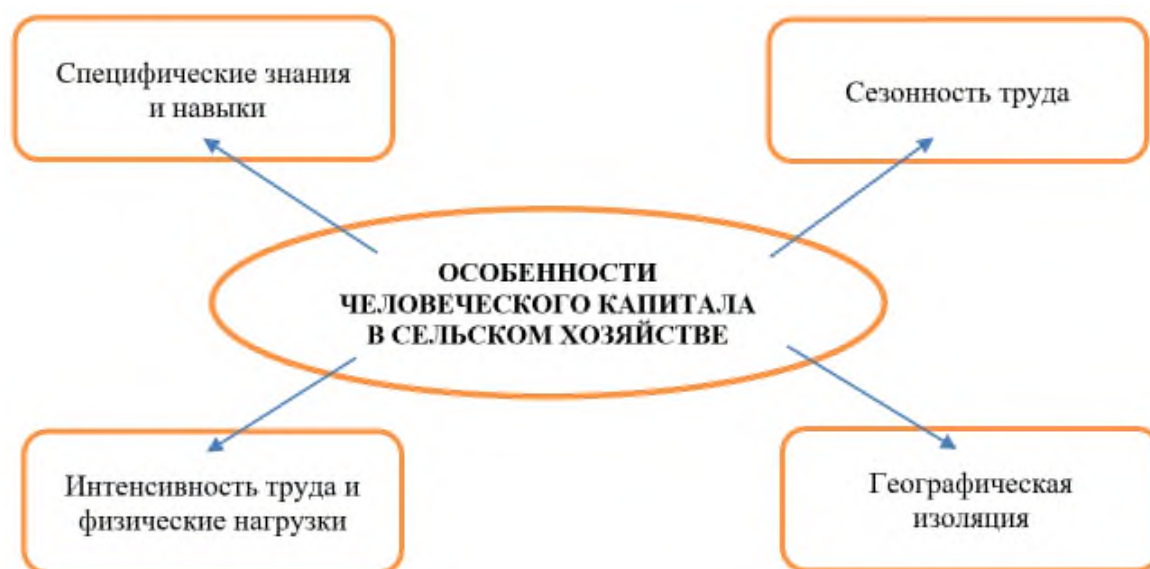 Специфические знания
и навыки
Сезонность труда
ОСОБЕННОСТИ
ЧЕЛОВЕЧЕСКОГО КАПИТАЛА
В СЕЛЬСКОМ ХОЗЯЙСТВЕ
Интенсивность труда и
физические нагрузки
Географическая
изоляция